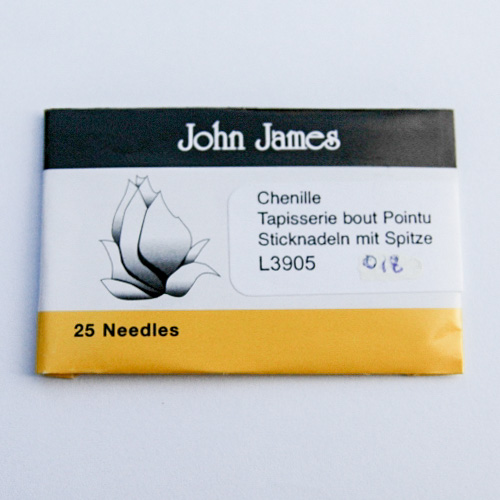 John James
Chenille
Tapisserie bout Pointu
Sticknadeln mit Spitze
L3905
25 Needles